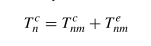 $T_n^c = T_{nm}^c + T_{nm}^e$